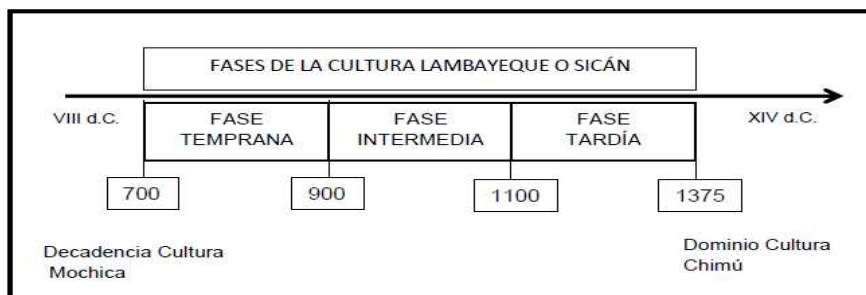 FASES DE LA CULTURA LAMBAYEQUE O SICÁN
VIII d.C.
FASE
TEMPRANA
FASE
INTERMEDIA
FASE
TARDÍA
XIV d.C.
700
900
1100
1375
Decadencia Cultura
Mochica
Dominio Cultura
Chimú